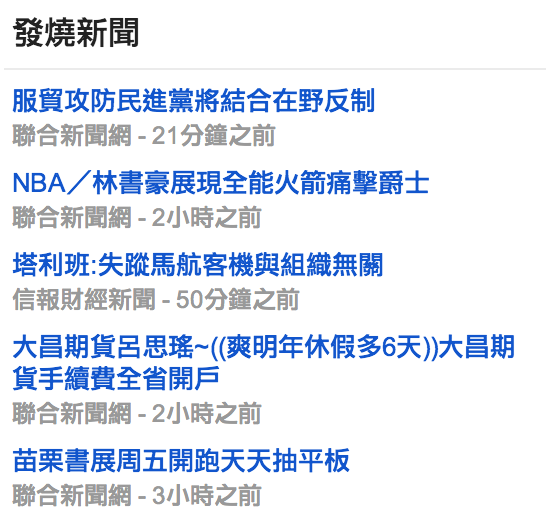 發燒新聞
服貿攻防民進黨將結合在野反制
聯合新聞網 - 21分鐘之前
NBA／林書豪展現全能火箭痛擊爵士
聯合新聞網 - 2小時之前
塔利班:失蹤馬航客機與組織無關
信報財經新聞 - 50分鐘之前
大昌期貨呂思瑤~((爽明年休假多6天))大昌期
貨手續費全省開戶
聯合新聞網 - 2小時之前
苗栗書展周五開跑天天抽平板
聯合新聞網 - 3小時之前